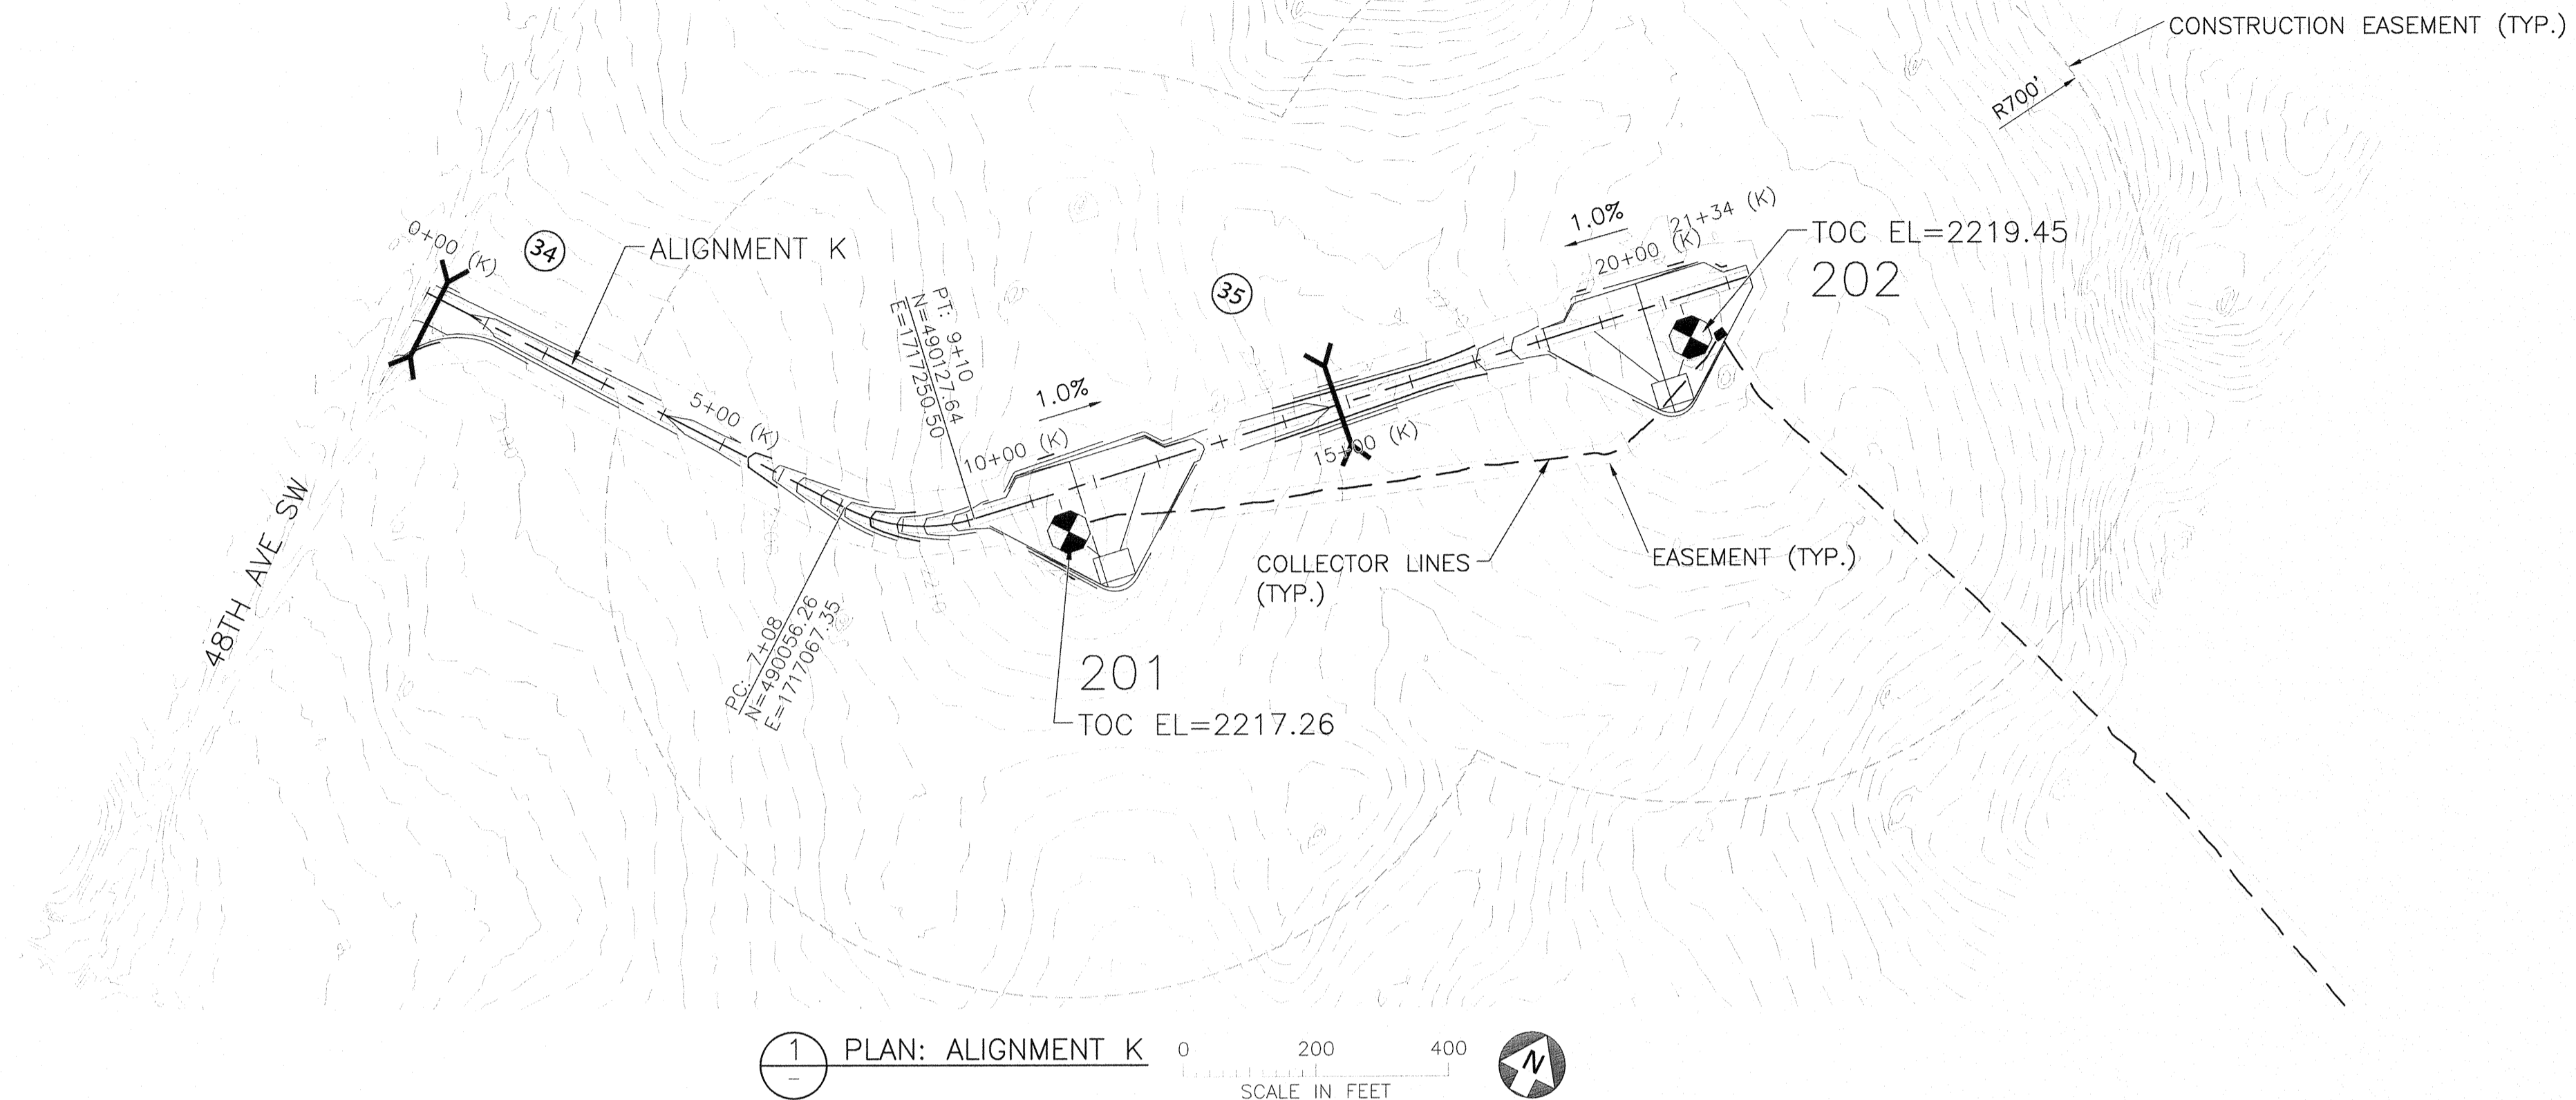 CONSTRUCTION EASEMENT (TYP.)
R700'
0+00 (K)
34
ALIGNMENT K
5+00 (K)
PT: 9+10
N=490127.64
E=1717250.50
10+00 (K)
1.0%
35
15+00 (K)
1.0%
20+00 (K)
21+34 (K)
TOC EL=2219.45
202
48TH AVE SW
PC: 7+08
N=490056.26
E=1717067.35
COLLECTOR LINES
(TYP.)
EASEMENT (TYP.)
201
TOC EL=2217.26
1
–
PLAN: ALIGNMENT K
0 200 400
SCALE IN FEET
N